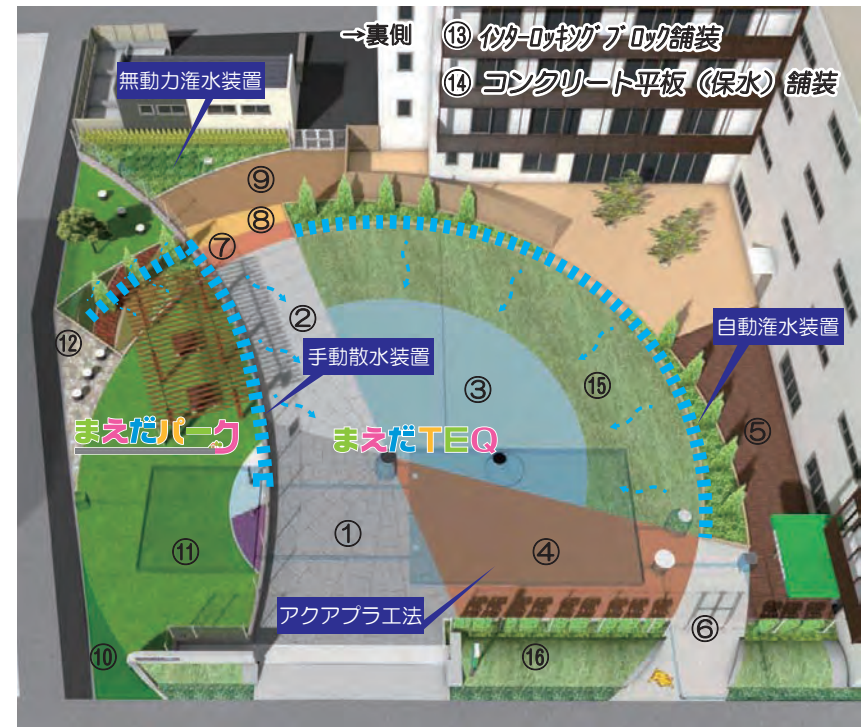 →裏側
⑬ インターロッキングブロック舗装
⑭ コンクリート平板（保水）舗装
無動力潅水装置
⑨
⑧
⑦
②
⑫
手動散水装置
自動潅水装置
③
⑮
⑤
まえだパーク
まえだTEQ
①
④
⑪
アクアプラ工法
⑥
⑩
⑯